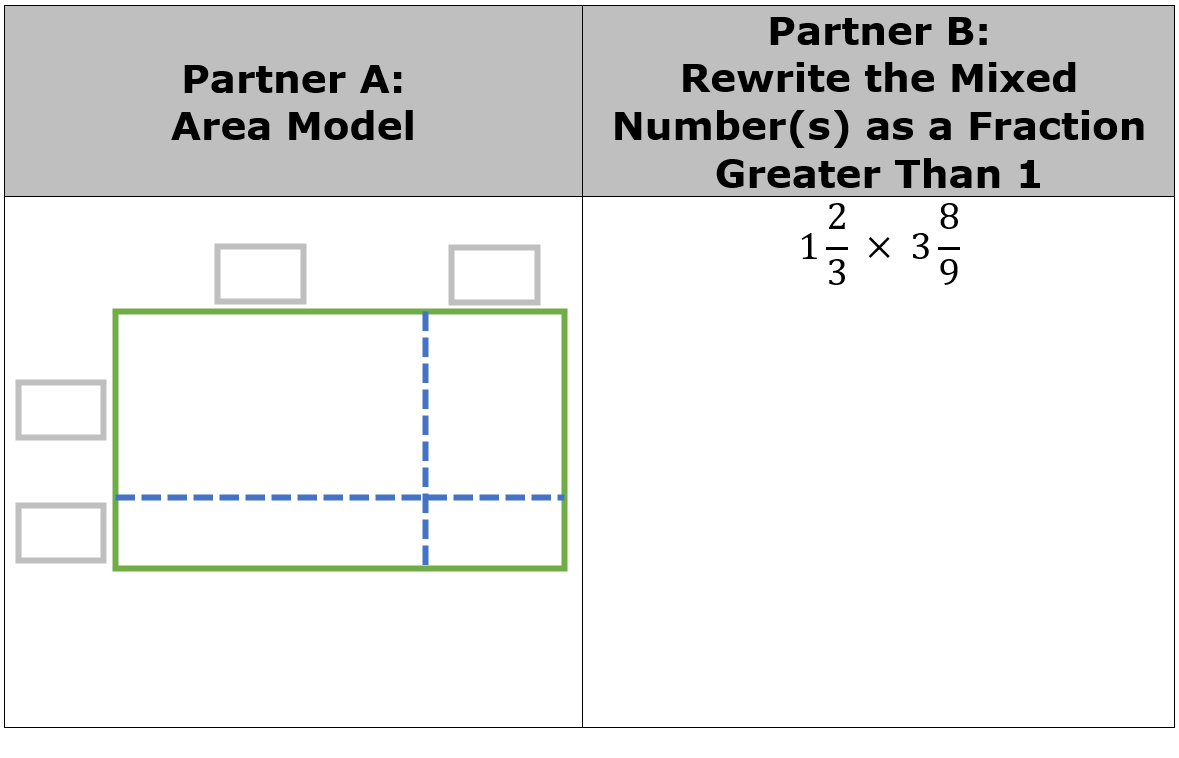 Partner A:
Area Model
Partner B:
Rewrite the Mixed
Number(s) as a Fraction
Greater Than 1
1 2/3 × 3 8/9